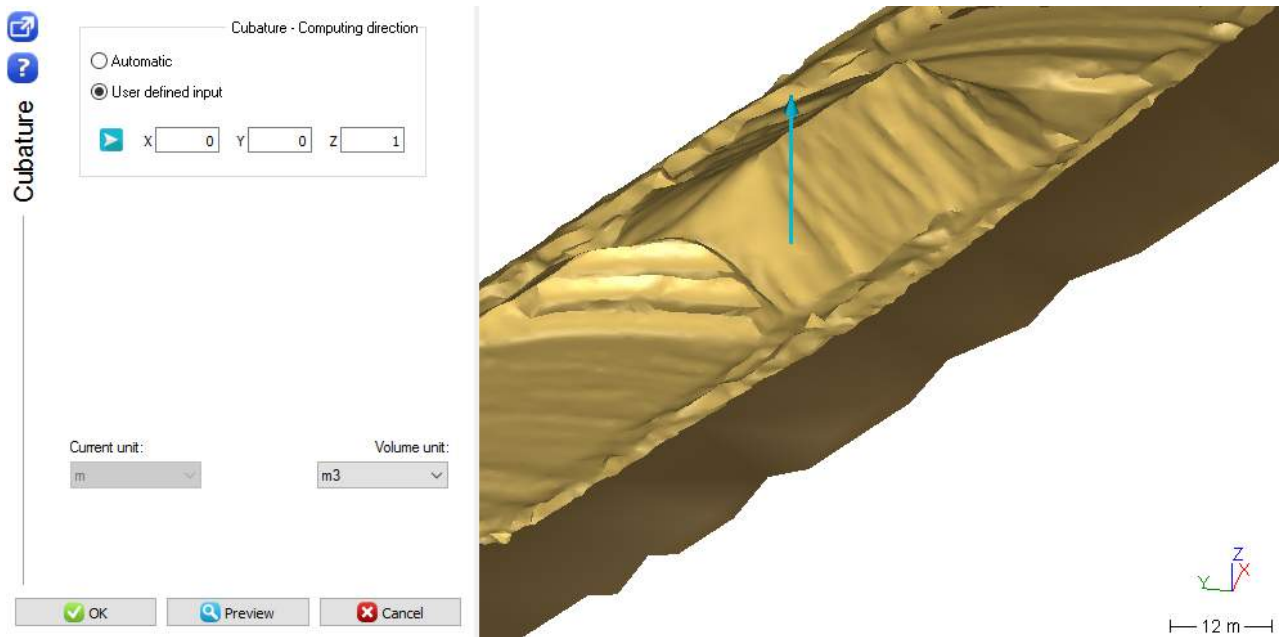 Cubature
Cubature - Computing direction
Automatic
User defined input
X 0 Y 0 Z 1
Current unit:
Volume unit:
m
m3
OK
Preview
Cancel
Z
X
Y
12 m